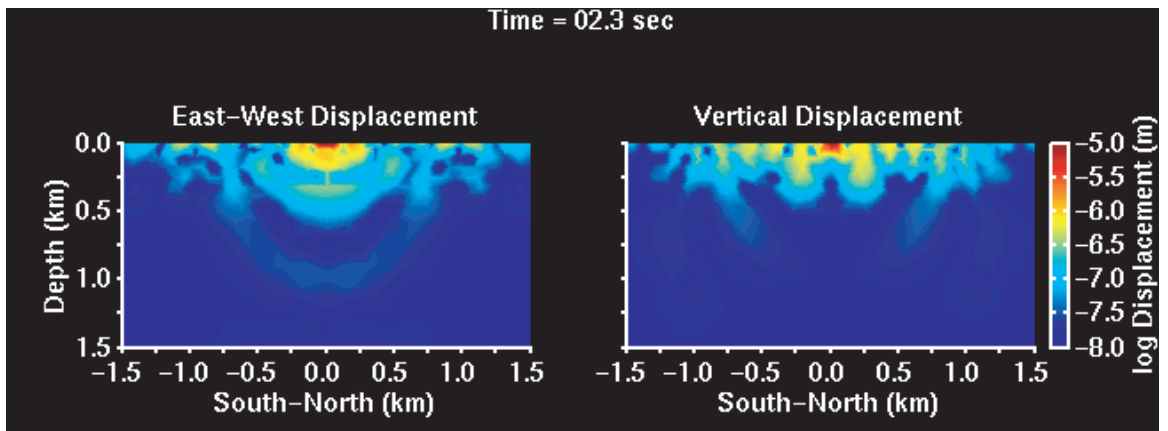 Time = 02.3 sec
East−West Displacement
Vertical Displacement
0.0
0.5
1.0
1.5
Depth (km)
−1.5 −1.0 −0.5 0.0 0.5 1.0 1.5
South−North (km)
−1.5 −1.0 −0.5 0.0 0.5 1.0 1.5
South−North (km)
−5.0
−5.5
−6.0
−6.5
−7.0
−7.5
−8.0
log Displacement (m)